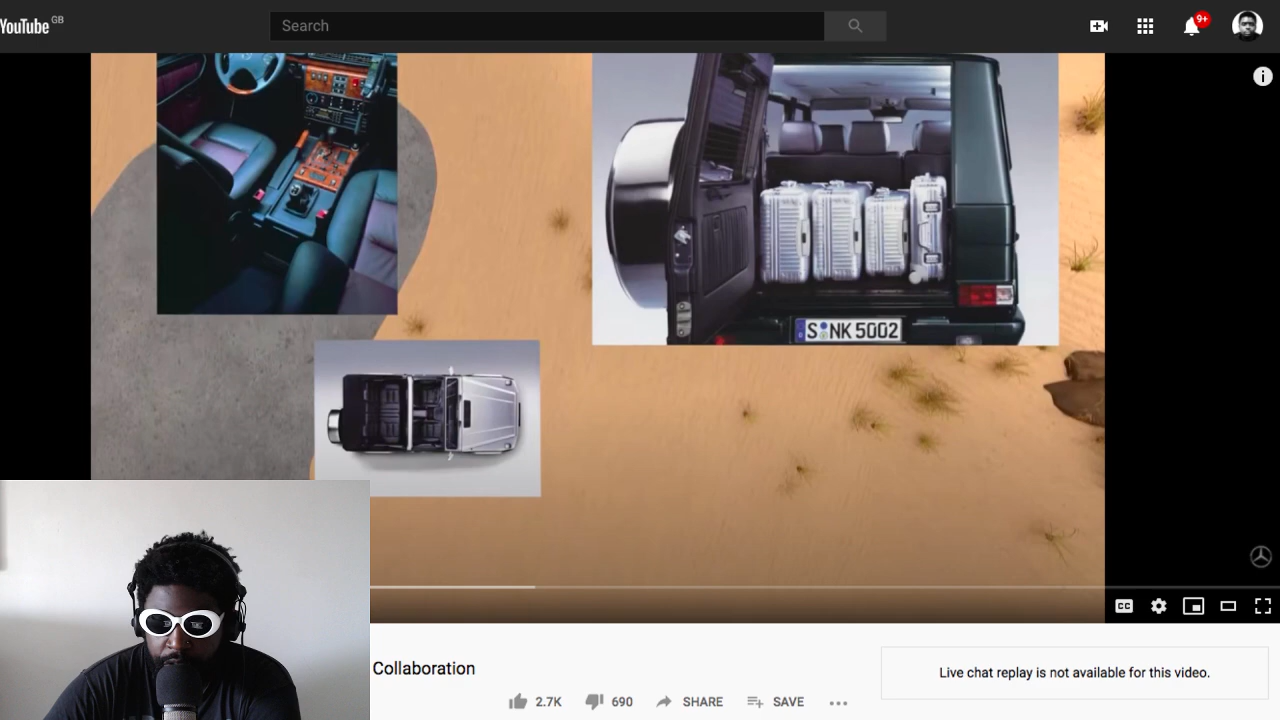 YouTube GB
Search
9+
S NK 5002
CC
Collaboration
2.7K
690
SHARE
SAVE
Live chat replay is not available for this video.